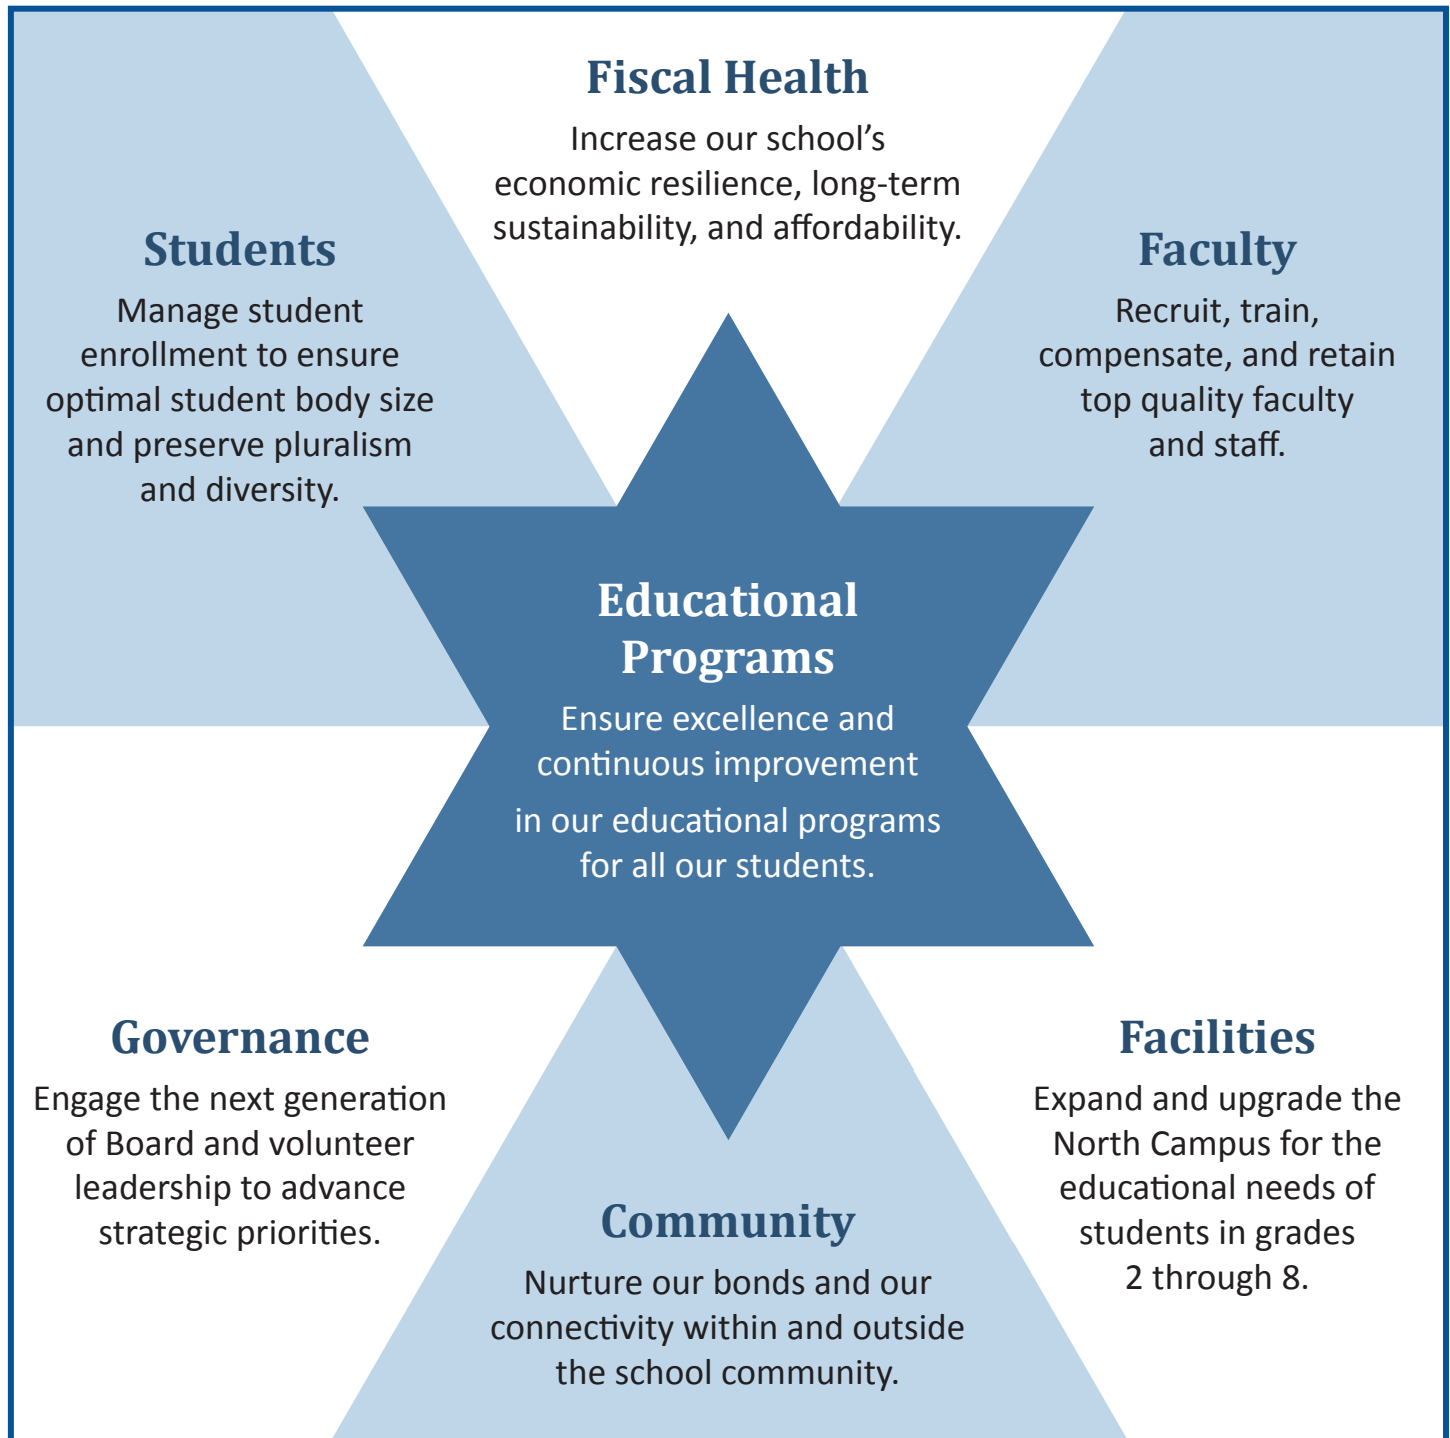 Fiscal Health
Increase our school’s
economic resilience, long-term
sustainability, and affordability.
Students
Manage student
enrollment to ensure
optimal student body size
and preserve pluralism
and diversity.
Faculty
Recruit, train,
compensate, and retain
top quality faculty
and staff.
Educational
Programs
Ensure excellence and
continuous improvement
in our educational programs
for all our students.
Governance
Engage the next generation
of Board and volunteer
leadership to advance
strategic priorities.
Facilities
Expand and upgrade the
North Campus for the
educational needs of
students in grades
2 through 8.
Community
Nurture our bonds and our
connectivity within and outside
the school community.